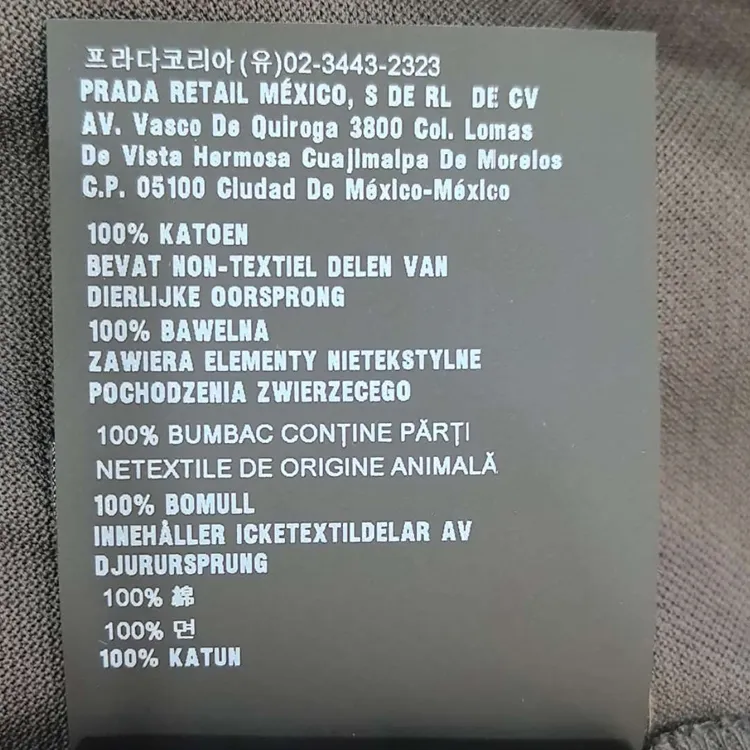 프라다코리아(유)02-3443-2323
PRADA RETAIL MÉXICO, S DE RL DE CV
AV. Vasco De Quiroga 3800 Col. Lomas
De Vista Hermosa Cuajimalpa De Morelos
C.P. 05100 Ciudad De México-México
100% KATOEN
BEVAT NON-TEXTIEL DELEN VAN
DIERLIJKE OORSPRONG
100% BAWEŁNA
ZAWIERA ELEMENTY NIETEKSTYLNE
POCHODZENIA ZWIERZECEGO
100% BUMBAC CONȚINE PĂRȚI
NETEXTILE DE ORIGINE ANIMALĂ
100% BOMULL
INNEHÅLLER ICKETEXTILDELAR AV
DJURURSPRUNG
100% 綿
100% 면
100% KATUN